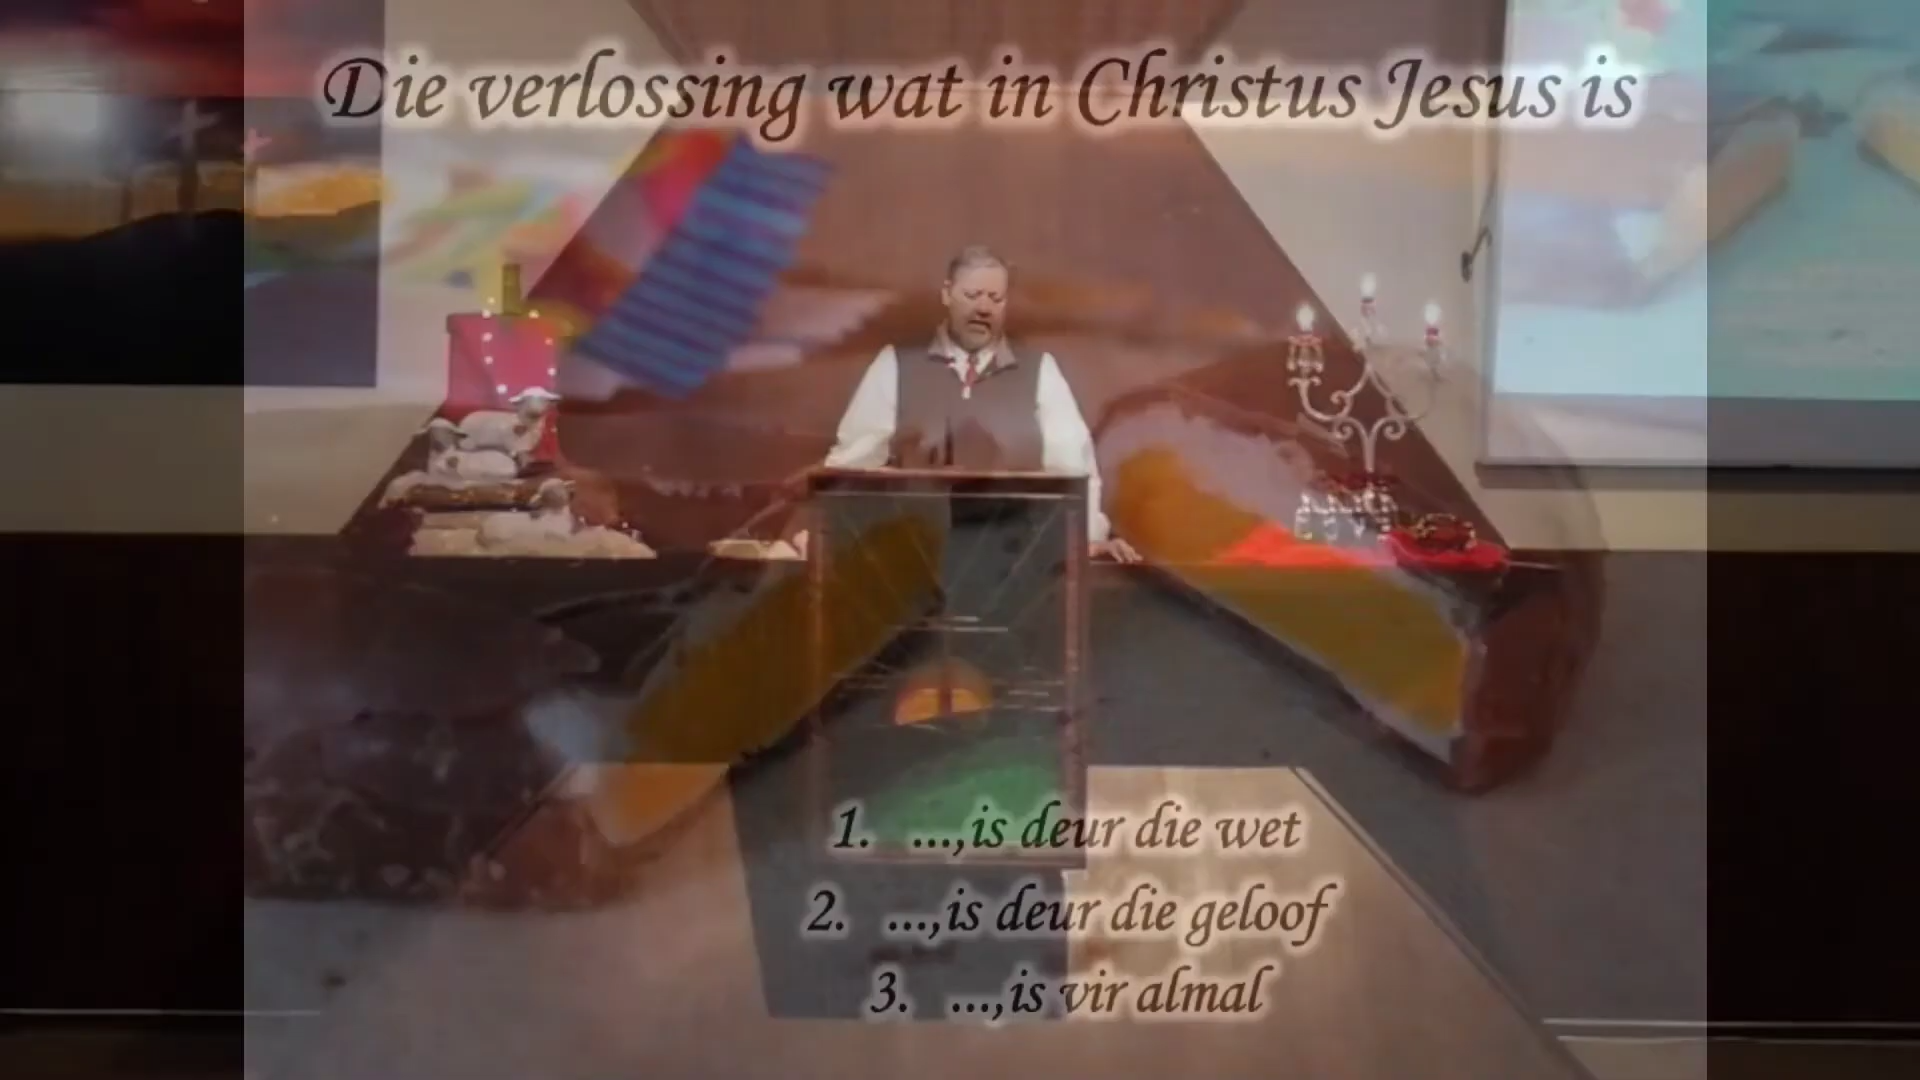 Die verlossing wat in Christus Jesus is
1. ...,is deur die wet
2. ...,is deur die geloof
3. ...,is vir almal